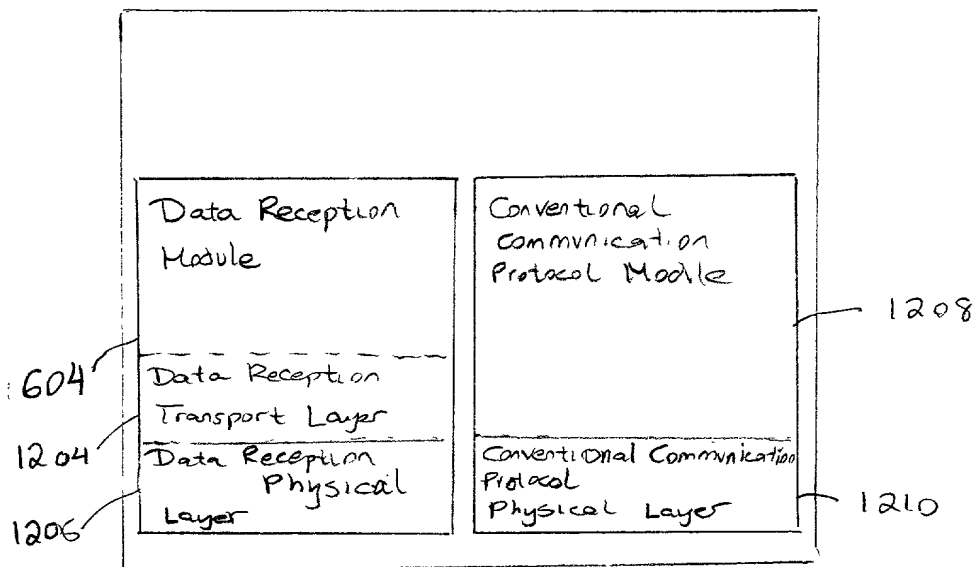 Data Reception
Module
604
Data Reception
Transport Layer
1204
Data Reception
Physical
Layer
1206
Conventional
Communication
Protocol Module
1208
Conventional Communication
Protocol
Physical Layer
1210